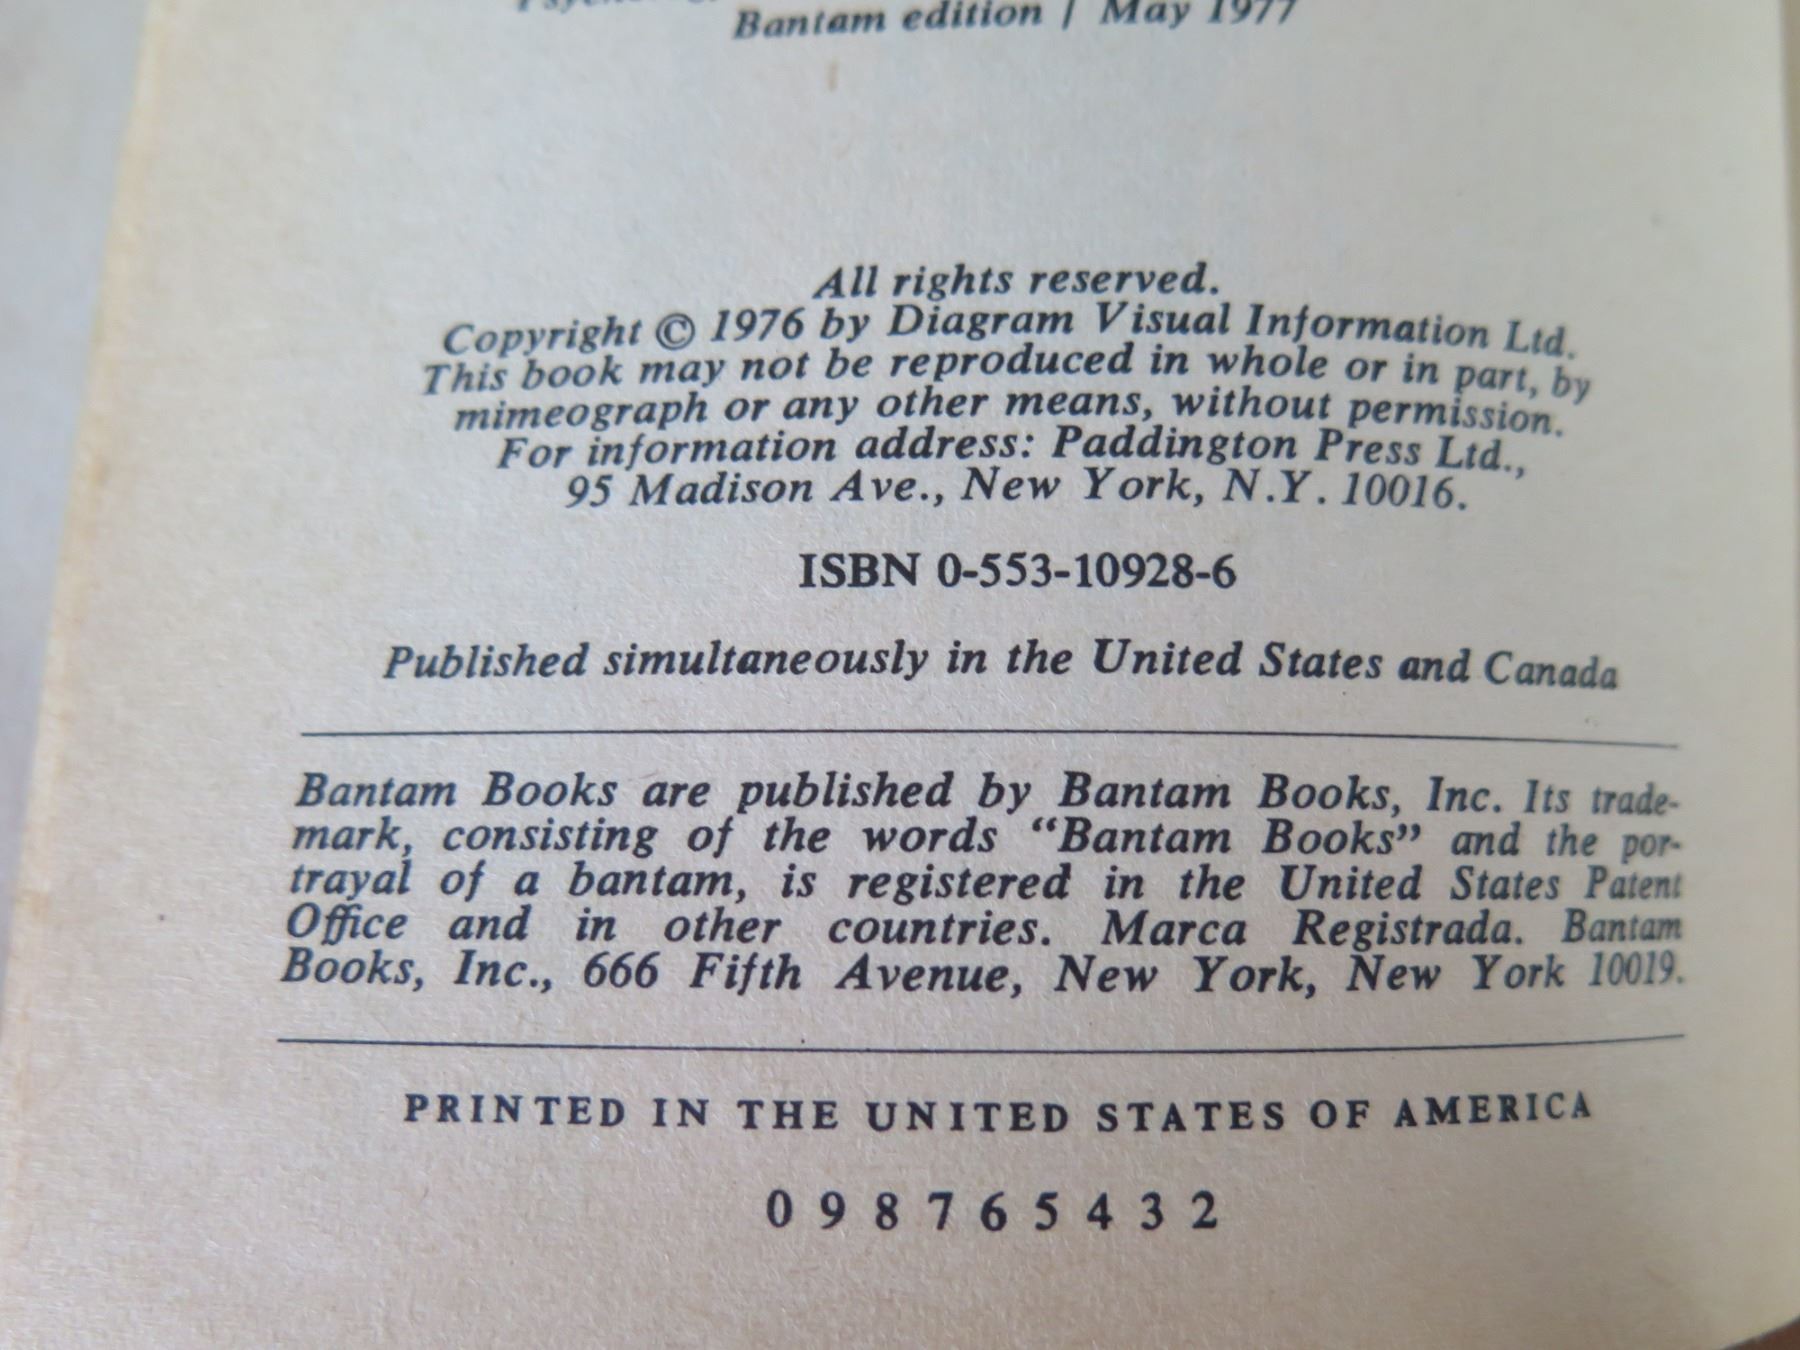 Bantam edition / May 1977
All rights reserved.
Copyright © 1976 by Diagram Visual Information Ltd.
This book may not be reproduced in whole or in part, by
mimeograph or any other means, without permission.
For information address: Paddington Press Ltd.,
95 Madison Ave., New York, N.Y. 10016.
ISBN 0-553-10928-6
Published simultaneously in the United States and Canada
Bantam Books are published by Bantam Books, Inc. Its trade-
mark, consisting of the words “Bantam Books” and the por-
trayal of a bantam, is registered in the United States Patent
Office and in other countries. Marca Registrada. Bantam
Books, Inc., 666 Fifth Avenue, New York, New York 10019.
PRINTED IN THE UNITED STATES OF AMERICA
0 9 8 7 6 5 4 3 2